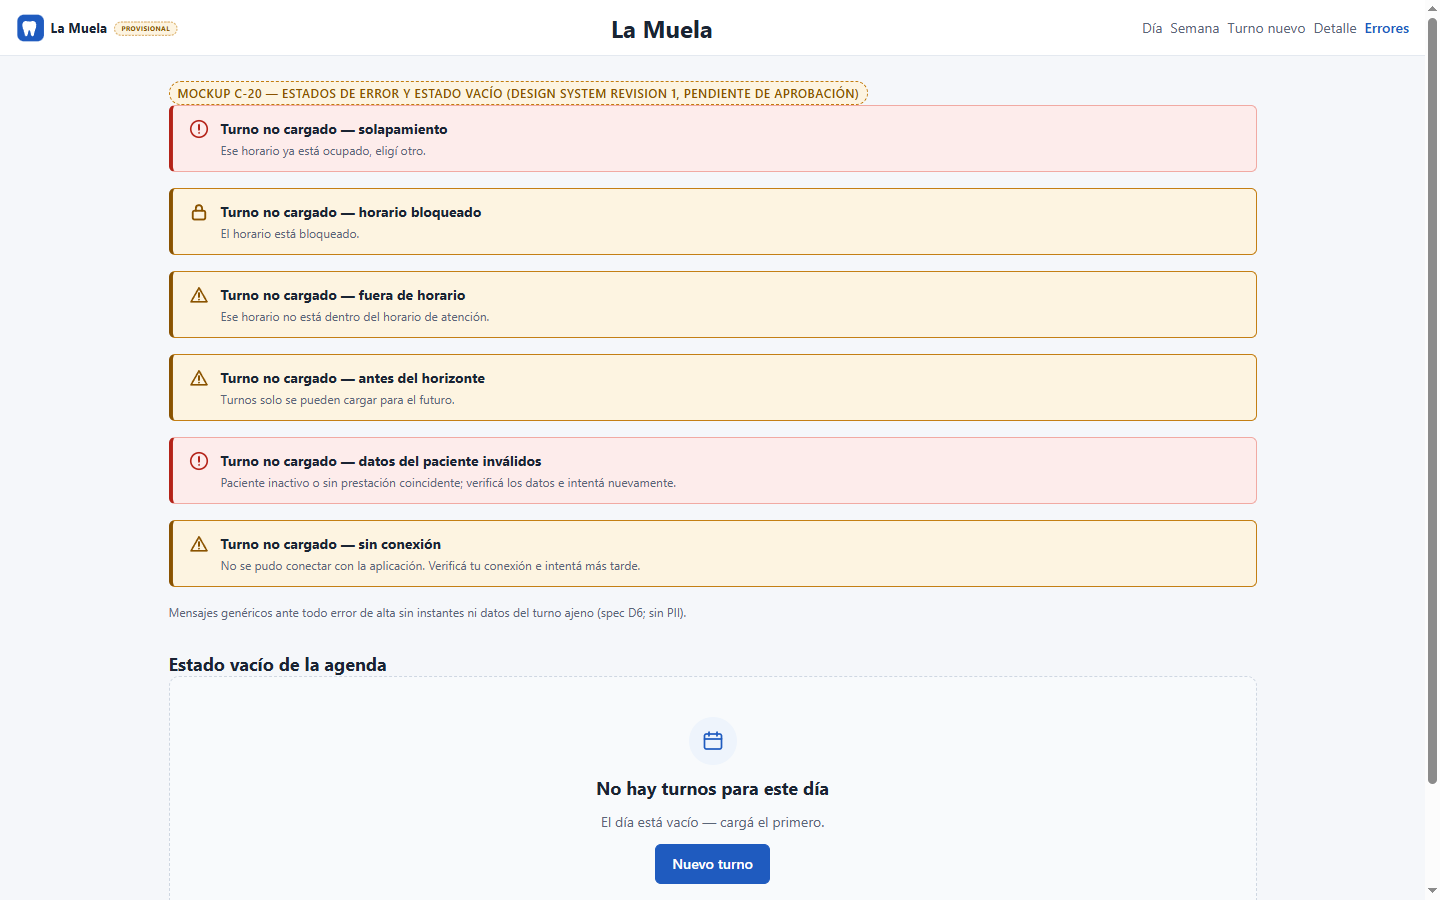 La Muela
PROVISIONAL
La Muela
Día Semana Turno nuevo Detalle Errores
MOCKUP C-20 — ESTADOS DE ERROR Y ESTADO VACÍO (DESIGN SYSTEM REVISION 1, PENDIENTE DE APROBACIÓN)
Turno no cargado — solapamiento
Ese horario ya está ocupado, eligí otro.
Turno no cargado — horario bloqueado
El horario está bloqueado.
Turno no cargado — fuera de horario
Ese horario no está dentro del horario de atención.
Turno no cargado — antes del horizonte
Turnos solo se pueden cargar para el futuro.
Turno no cargado — datos del paciente inválidos
Paciente inactivo o sin prestación coincidente; verificá los datos e intentá nuevamente.
Turno no cargado — sin conexión
No se pudo conectar con la aplicación. Verificá tu conexión e intentá más tarde.
Mensajes genéricos ante todo error de alta sin instantes ni datos del turno ajeno (spec D6; sin PII).
Estado vacío de la agenda
No hay turnos para este día
El día está vacío — cargá el primero.
Nuevo turno